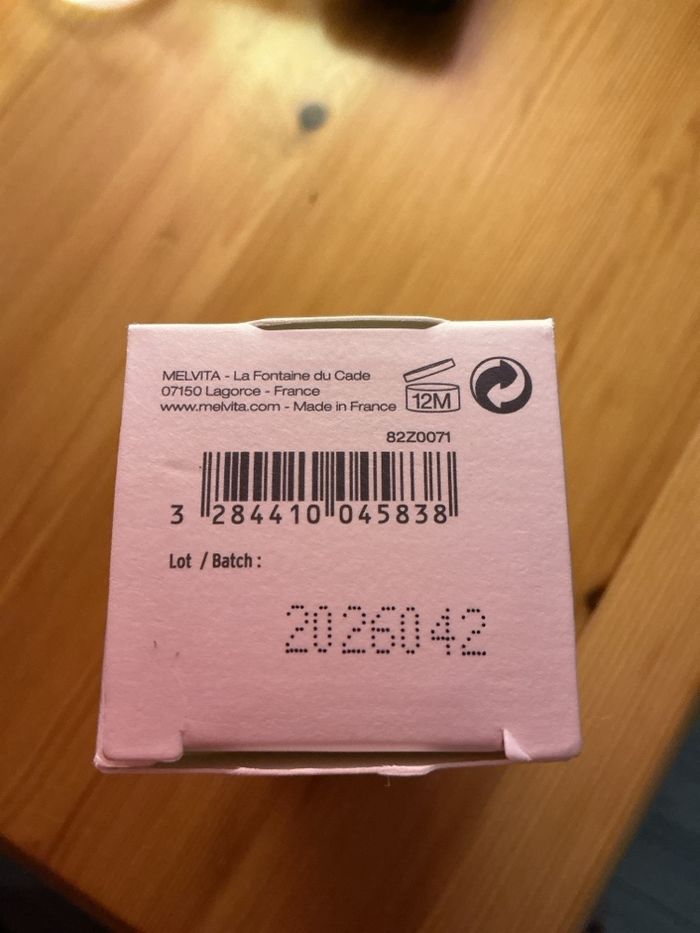 MELVITA - La Fontaine du Cade
07150 Lagorce - France
www.melvita.com - Made in France
12M
82Z0071
3 284410 045838
Lot / Batch :
2026042